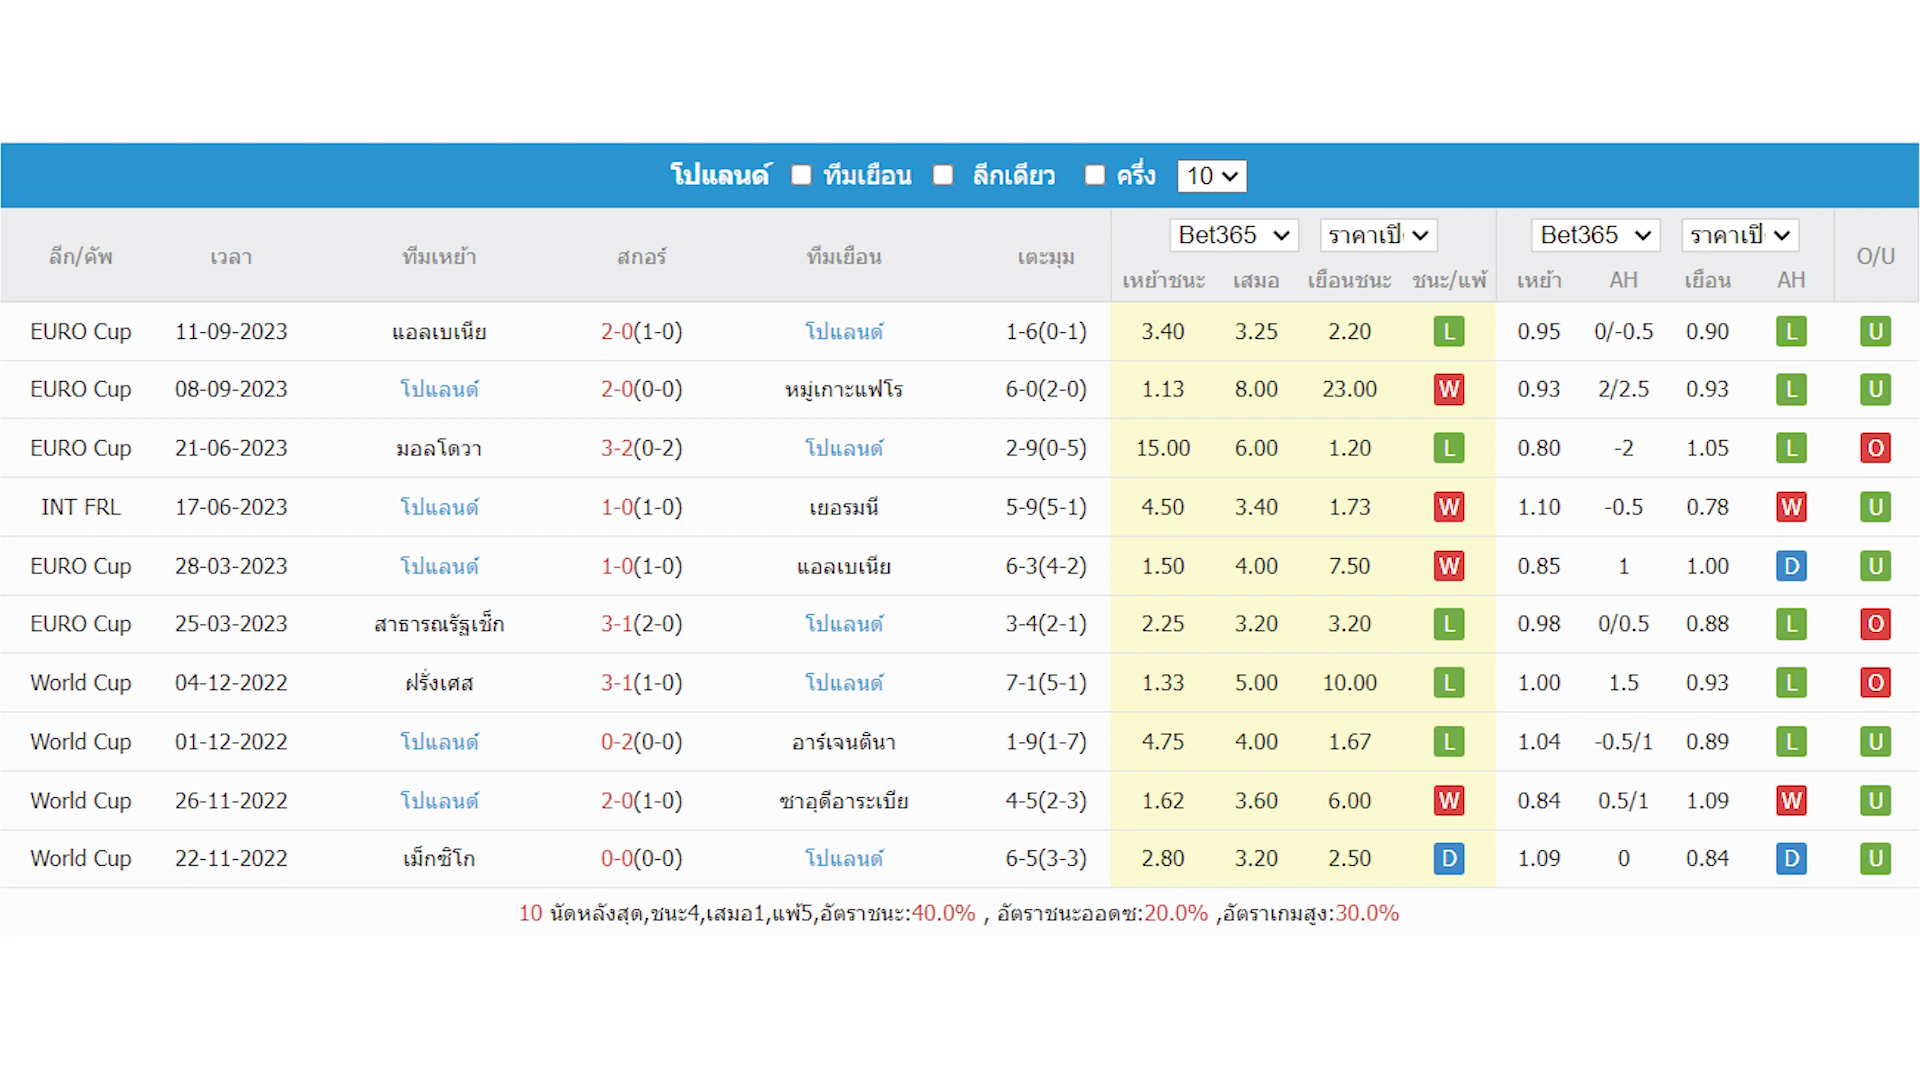 โปแลนด์ ทีมเยือน ลีกเดียว ครึ่ง 10
ลีก/คัพ เวลา ทีมเหย้า สกอร์ ทีมเยือน เตะมุม Bet365 ราคาเปิ Bet365 ราคาเปิ O/U
เหย้าชนะ เสมอ เยือนชนะ ชนะ/แพ้ เหย้า AH เยือน AH
EURO Cup 11-09-2023 แอลเบเนีย 2-0(1-0) โปแลนด์ 1-6(0-1) 3.40 3.25 2.20 L 0.95 0/-0.5 0.90 L U
EURO Cup 08-09-2023 โปแลนด์ 2-0(0-0) หมู่เกาะแฟโร 6-0(2-0) 1.13 8.00 23.00 W 0.93 2/2.5 0.93 L U
EURO Cup 21-06-2023 มอลโดวา 3-2(0-2) โปแลนด์ 2-9(0-5) 15.00 6.00 1.20 L 0.80 -2 1.05 L O
INT FRL 17-06-2023 โปแลนด์ 1-0(1-0) เยอรมนี 5-9(5-1) 4.50 3.40 1.73 W 1.10 -0.5 0.78 W U
EURO Cup 28-03-2023 โปแลนด์ 1-0(1-0) แอลเบเนีย 6-3(4-2) 1.50 4.00 7.50 W 0.85 1 1.00 D U
EURO Cup 25-03-2023 สาธารณรัฐเช็ก 3-1(2-0) โปแลนด์ 3-4(2-1) 2.25 3.20 3.20 L 0.98 0/0.5 0.88 L O
World Cup 04-12-2022 ฝรั่งเศส 3-1(1-0) โปแลนด์ 7-1(5-1) 1.33 5.00 10.00 L 1.00 1.5 0.93 L O
World Cup 01-12-2022 โปแลนด์ 0-2(0-0) อาร์เจนตินา 1-9(1-7) 4.75 4.00 1.67 L 1.04 -0.5/1 0.89 L U
World Cup 26-11-2022 โปแลนด์ 2-0(1-0) ซาอุดีอาระเบีย 4-5(2-3) 1.62 3.60 6.00 W 0.84 0.5/1 1.09 W U
World Cup 22-11-2022 เม็กซิโก 0-0(0-0) โปแลนด์ 6-5(3-3) 2.80 3.20 2.50 D 1.09 0 0.84 D U
10 นัดหลังสุด,ชนะ4,เสมอ1,แพ้5,อัตราชนะ:40.0% , อัตราชนะออดซ:20.0% ,อัตราเกมสูง:30.0%